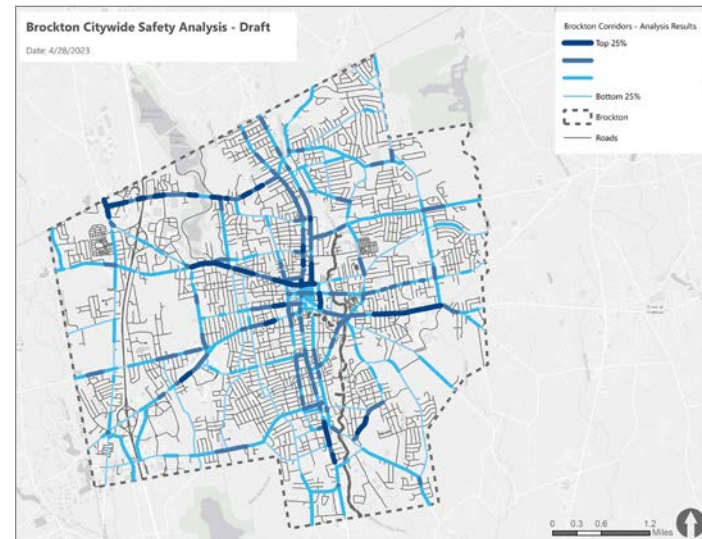 Brockton Citywide Safety Analysis - Draft
Date: 4/28/2023
Brockton Corridors - Analysis Results
Top 25%
Bottom 25%
Brockton
Roads
0 0.3 0.6 1.2
Miles